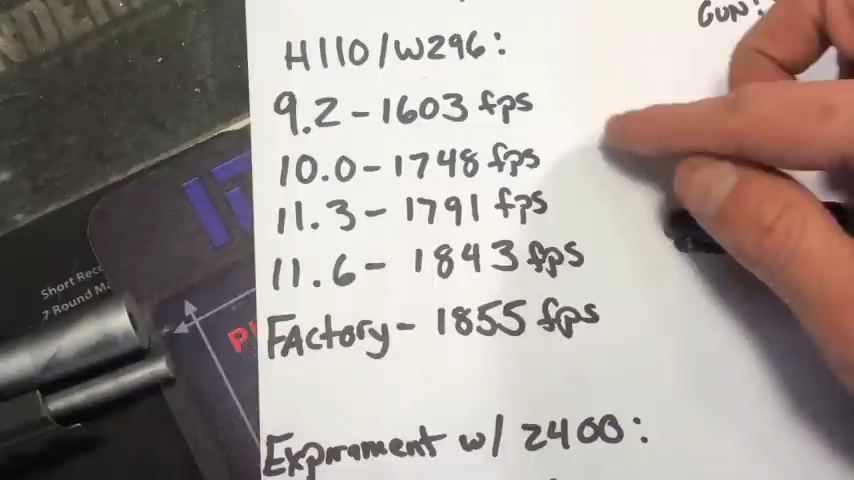 GUN:
H110/W296:
9.2-1603 fps
10.0-1748 fps
11.3-1791 fps
11.6-1843 fps
Factory-1855 fps
Expirament w/ 2400:
Short Rec
7 Round M